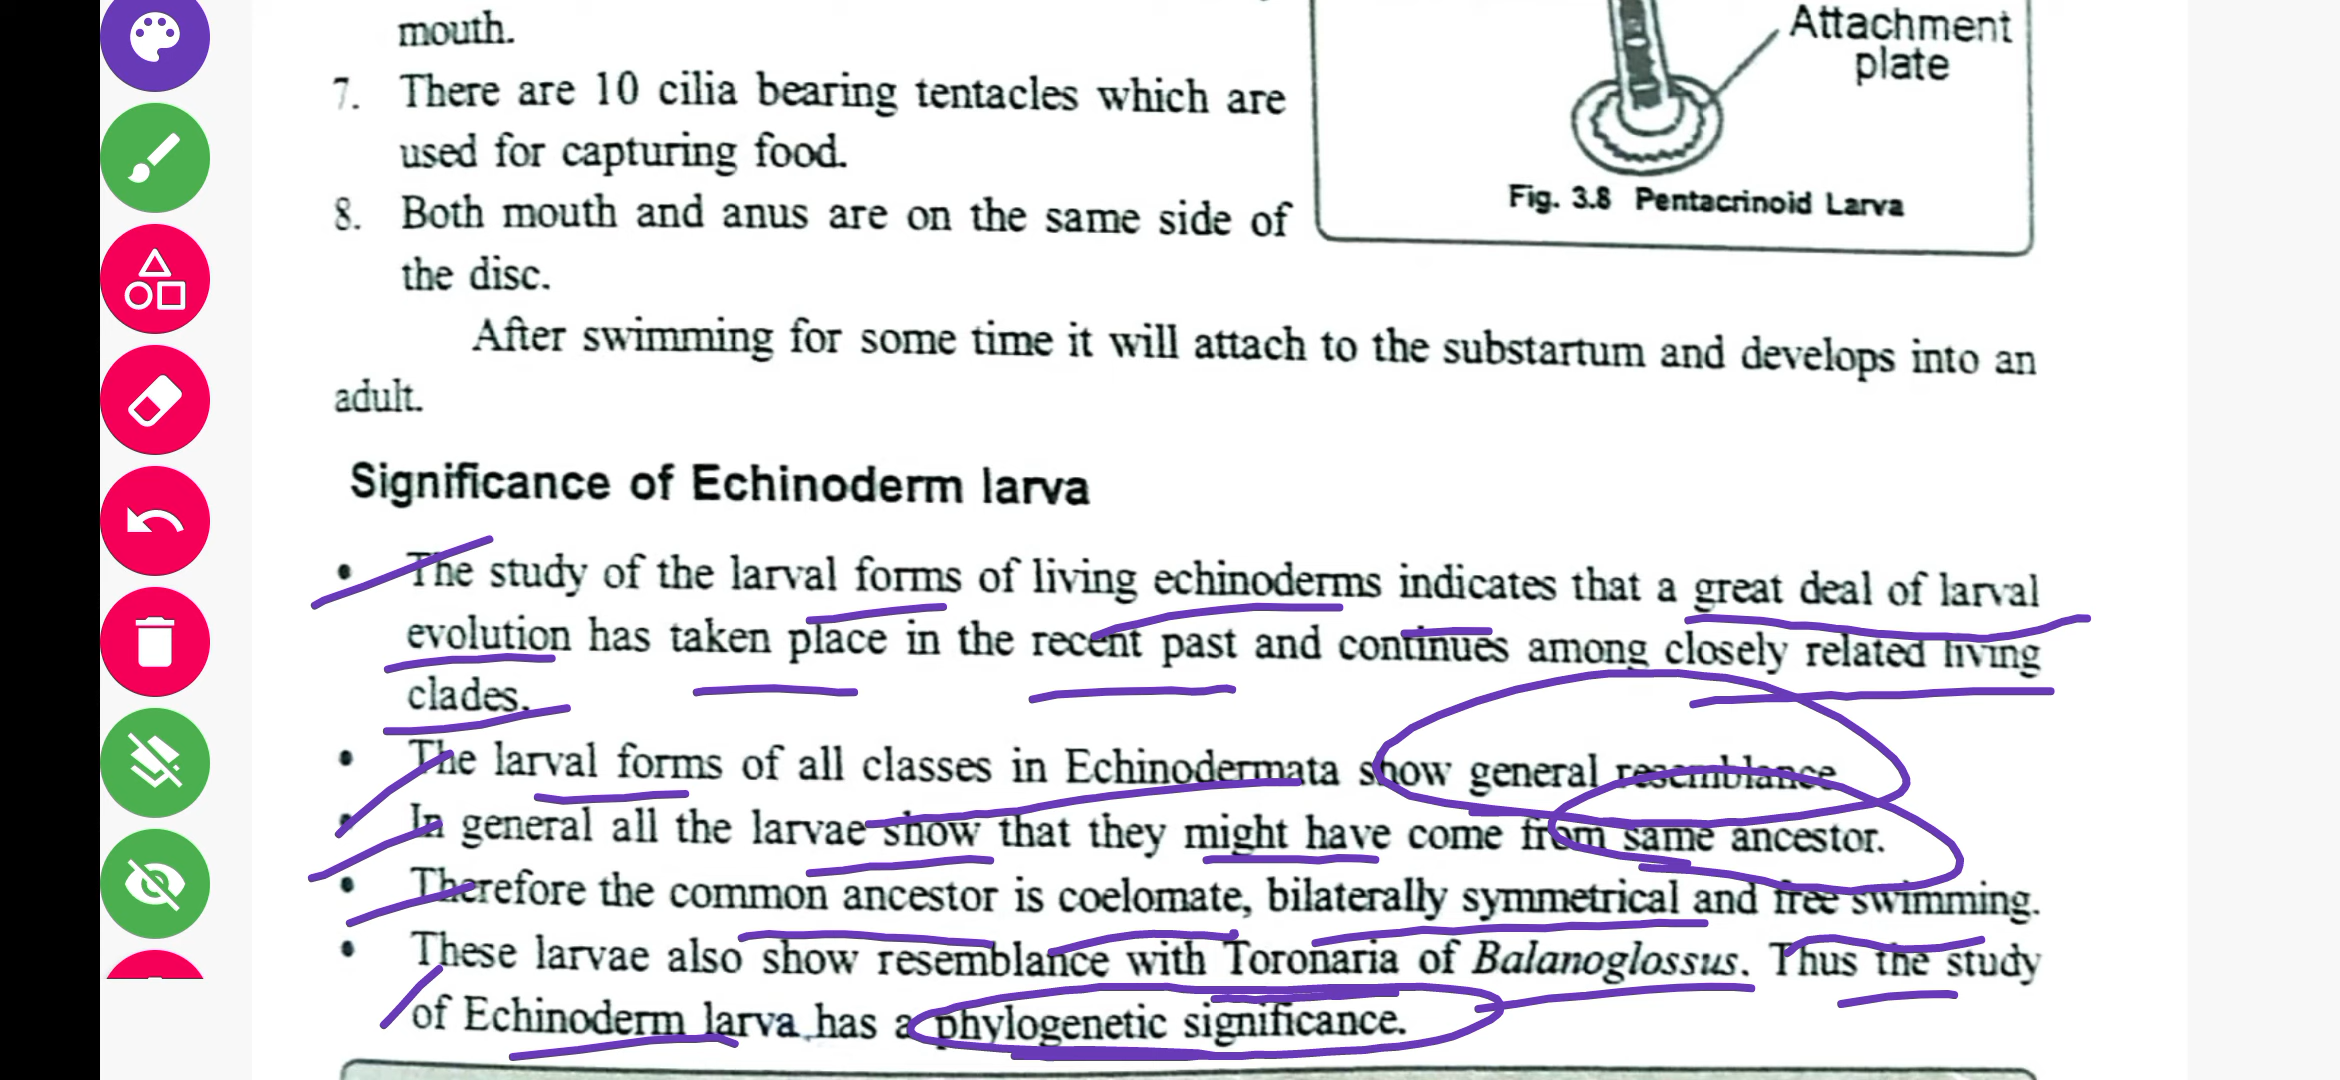 mouth.
7. There are 10 cilia bearing tentacles which are
used for capturing food.
8. Both mouth and anus are on the same side of
the disc.
Attachment
plate
Fig. 3.8 Pentacrinoid Larva
After swimming for some time it will attach to the substartum and develops into an
adult.
Significance of Echinoderm larva
• The study of the larval forms of living echinoderms indicates that a great deal of larval
evolution has taken place in the recent past and continues among closely related living
clades.
• The larval forms of all classes in Echinodermata show general resemblance
• In general all the larvae show that they might have come from same ancestor.
• Therefore the common ancestor is coelomate, bilaterally symmetrical and free swimming.
• These larvae also show resemblance with Toronaria of Balanoglossus. Thus the study
of Echinoderm larva has a phylogenetic significance.